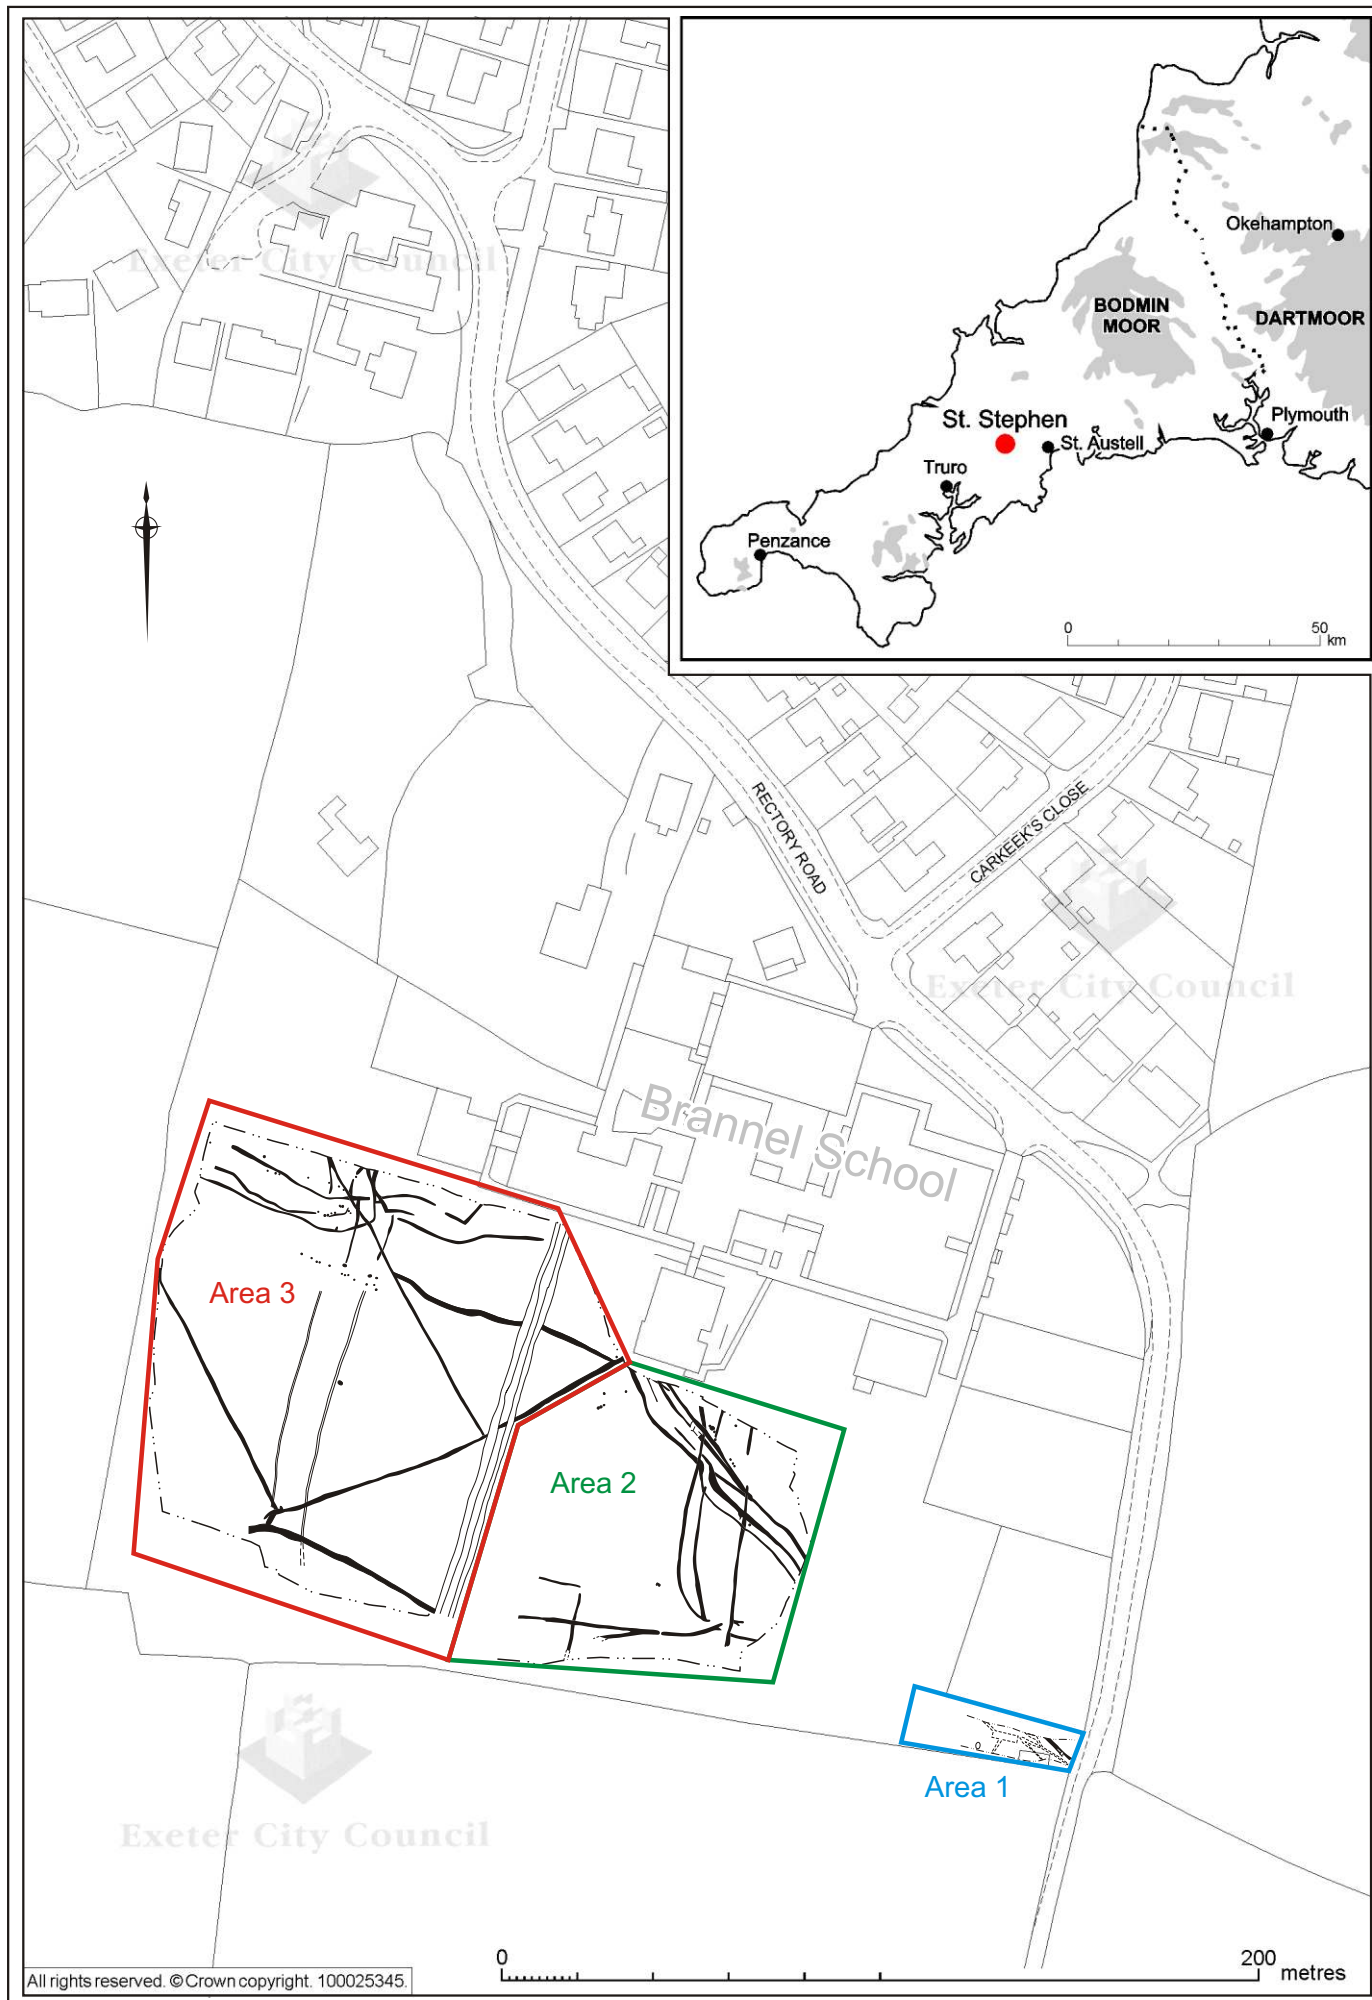 Exeter City Council
Okehampton
BODMIN
MOOR
DARTMOOR
St. Stephen
Plymouth
St. Austell
Truro
Penzance
0
50
km
RECTORY ROAD
CARKEEK'S CLOSE
Exeter City Council
Brannel School
Area 3
Area 2
Area 1
Exeter City Council
0
200
metres
All rights reserved. © Crown copyright. 100025345.